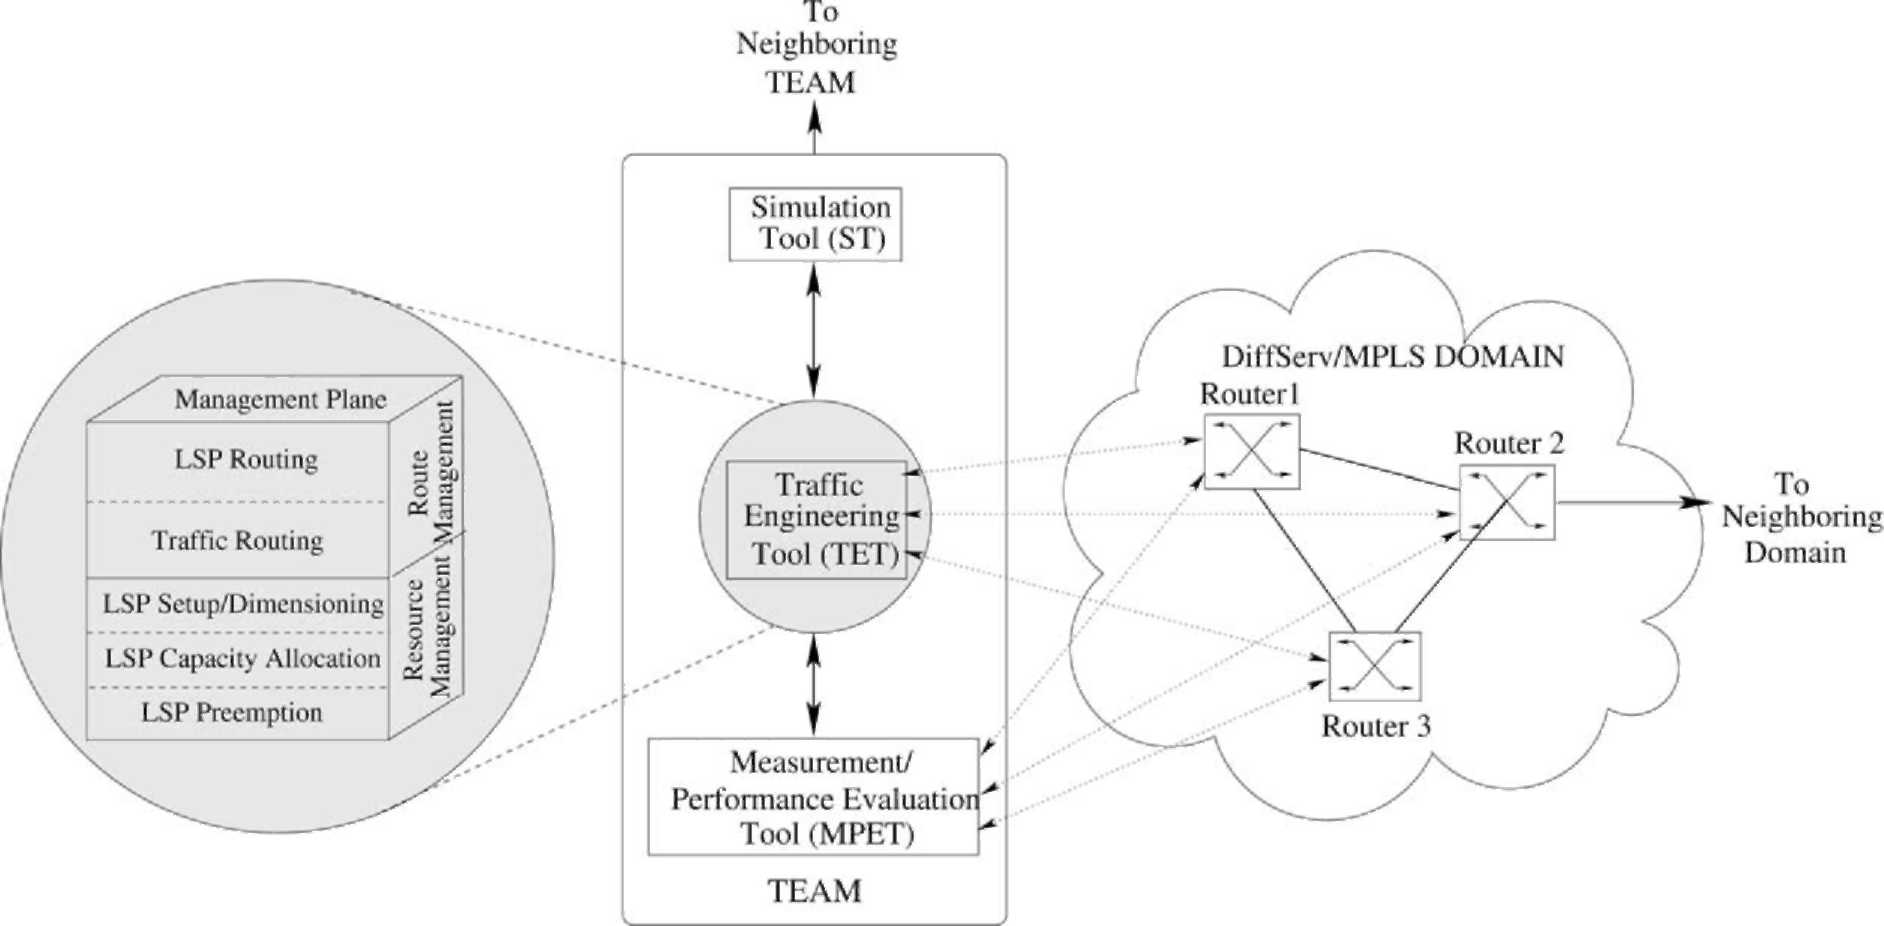 To
Neighboring
TEAM
Simulation
Tool (ST)
Management Plane
LSP Routing
Traffic Routing
LSP Setup/Dimensioning
LSP Capacity Allocation
LSP Preemption
Route
Management
Resource
Management
Traffic
Engineering
Tool (TET)
Measurement/
Performance Evaluation
Tool (MPET)
TEAM
DiffServ/MPLS DOMAIN
Router1
Router 2
Router 3
To
Neighboring
Domain